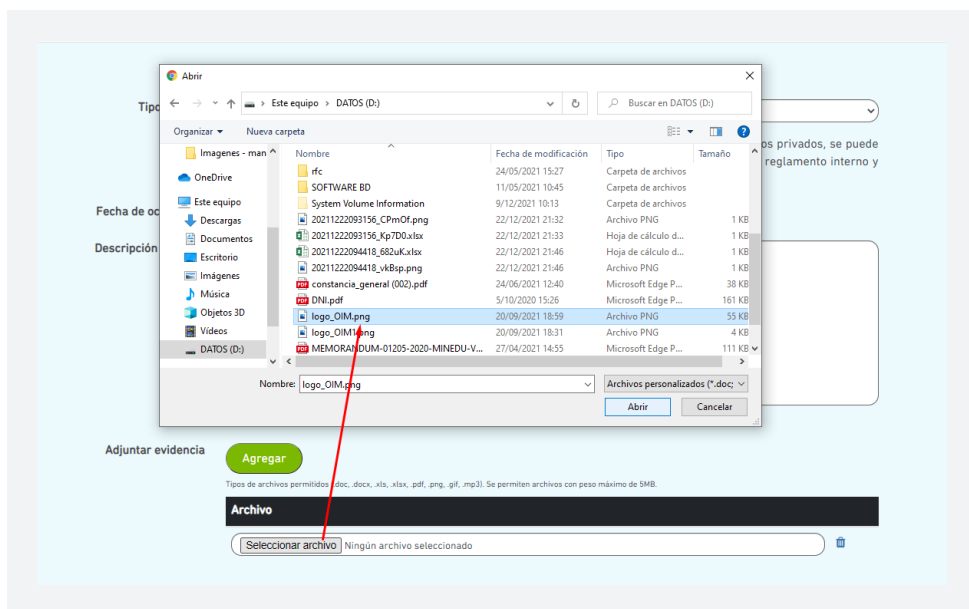 Abrir
Este equipo > DATOS (D:)
Buscar en DATOS (D:)
Organizar
Nueva carpeta
Imagenes - man
OneDrive
Este equipo
Descargas
Documentos
Escritorio
Imágenes
Música
Objetos 3D
Vídeos
DATOS (D:)
Nombre Fecha de modificación Tipo Tamaño
rfc 24/05/2021 15:27 Carpeta de archivos
SOFTWARE BD 11/05/2021 10:45 Carpeta de archivos
System Volume Information 9/12/2021 10:13 Carpeta de archivos
20211222093156_CPmOf.png 22/12/2021 21:32 Archivo PNG 1 KB
20211222093156_Kp7D0.xlsx 22/12/2021 21:33 Hoja de cálculo d... 1 KB
20211222094418_682uK.xlsx 22/12/2021 21:46 Hoja de cálculo d... 1 KB
20211222094418_vkBsp.png 22/12/2021 21:46 Archivo PNG 1 KB
constancia_general (002).pdf 24/06/2021 12:40 Microsoft Edge P... 38 KB
DNI.pdf 5/10/2020 15:26 Microsoft Edge P... 161 KB
logo_OIM.png 20/09/2021 18:59 Archivo PNG 55 KB
logo_OIM1.png 20/09/2021 18:31 Archivo PNG 4 KB
MEMORANDUM-01205-2020-MINEDU-V... 27/04/2021 14:55 Microsoft Edge P... 111 KB
Nombre: logo_OIM.png
Archivos personalizados (*.doc;
Abrir Cancelar
Tipo
os privados, se puede
reglamento interno y
Fecha de oc
Descripción
Adjuntar evidencia
Agregar
Tipos de archivos permitidos (.doc, .docx, .xls, .xlsx, .pdf, .png, .gif, .mp3). Se permiten archivos con peso máximo de 5MB.
Archivo
Seleccionar archivo Ningún archivo seleccionado